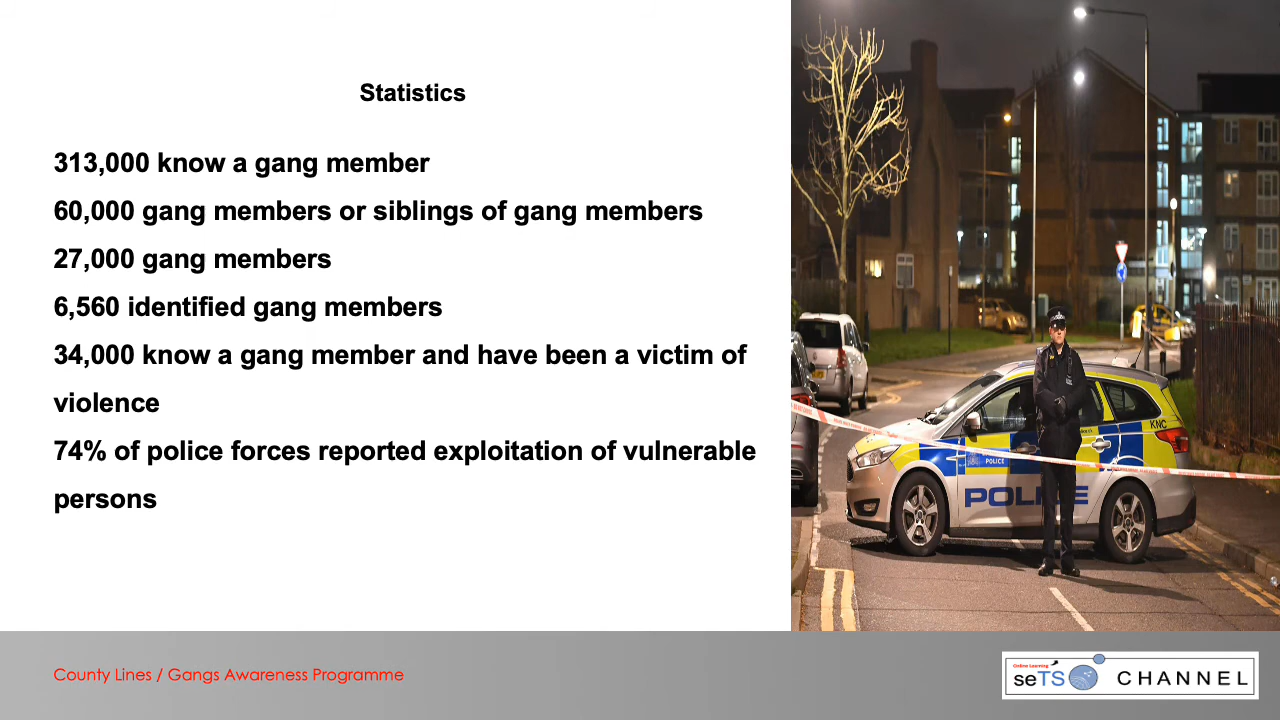 Statistics
313,000 know a gang member
60,000 gang members or siblings of gang members
27,000 gang members
6,560 identified gang members
34,000 know a gang member and have been a victim of
violence
74% of police forces reported exploitation of vulnerable
persons
KNC
POLICE
POLICE
County Lines / Gangs Awareness Programme
Online Learning
seTS CHANNEL